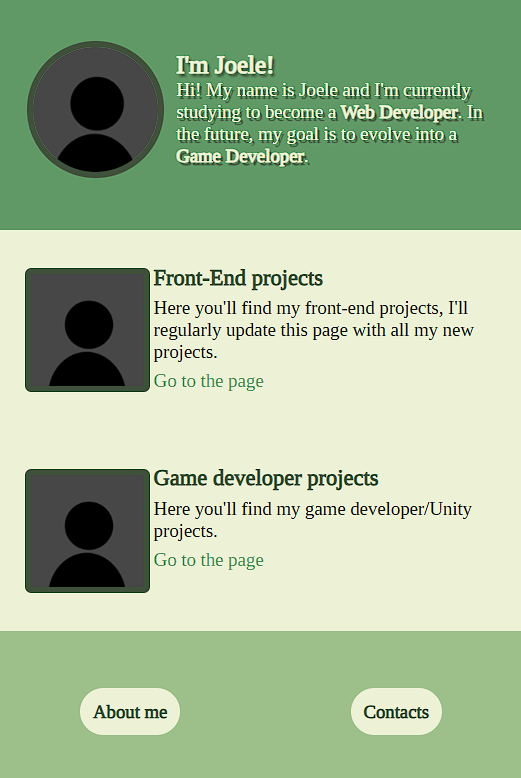 I'm Joele!
Hi! My name is Joele and I'm currently
studying to become a Web Developer. In
the future, my goal is to evolve into a
Game Developer.
Front-End projects
Here you'll find my front-end projects, I'll
regularly update this page with all my new
projects.
Go to the page
Game developer projects
Here you'll find my game developer/Unity
projects.
Go to the page
About me
Contacts